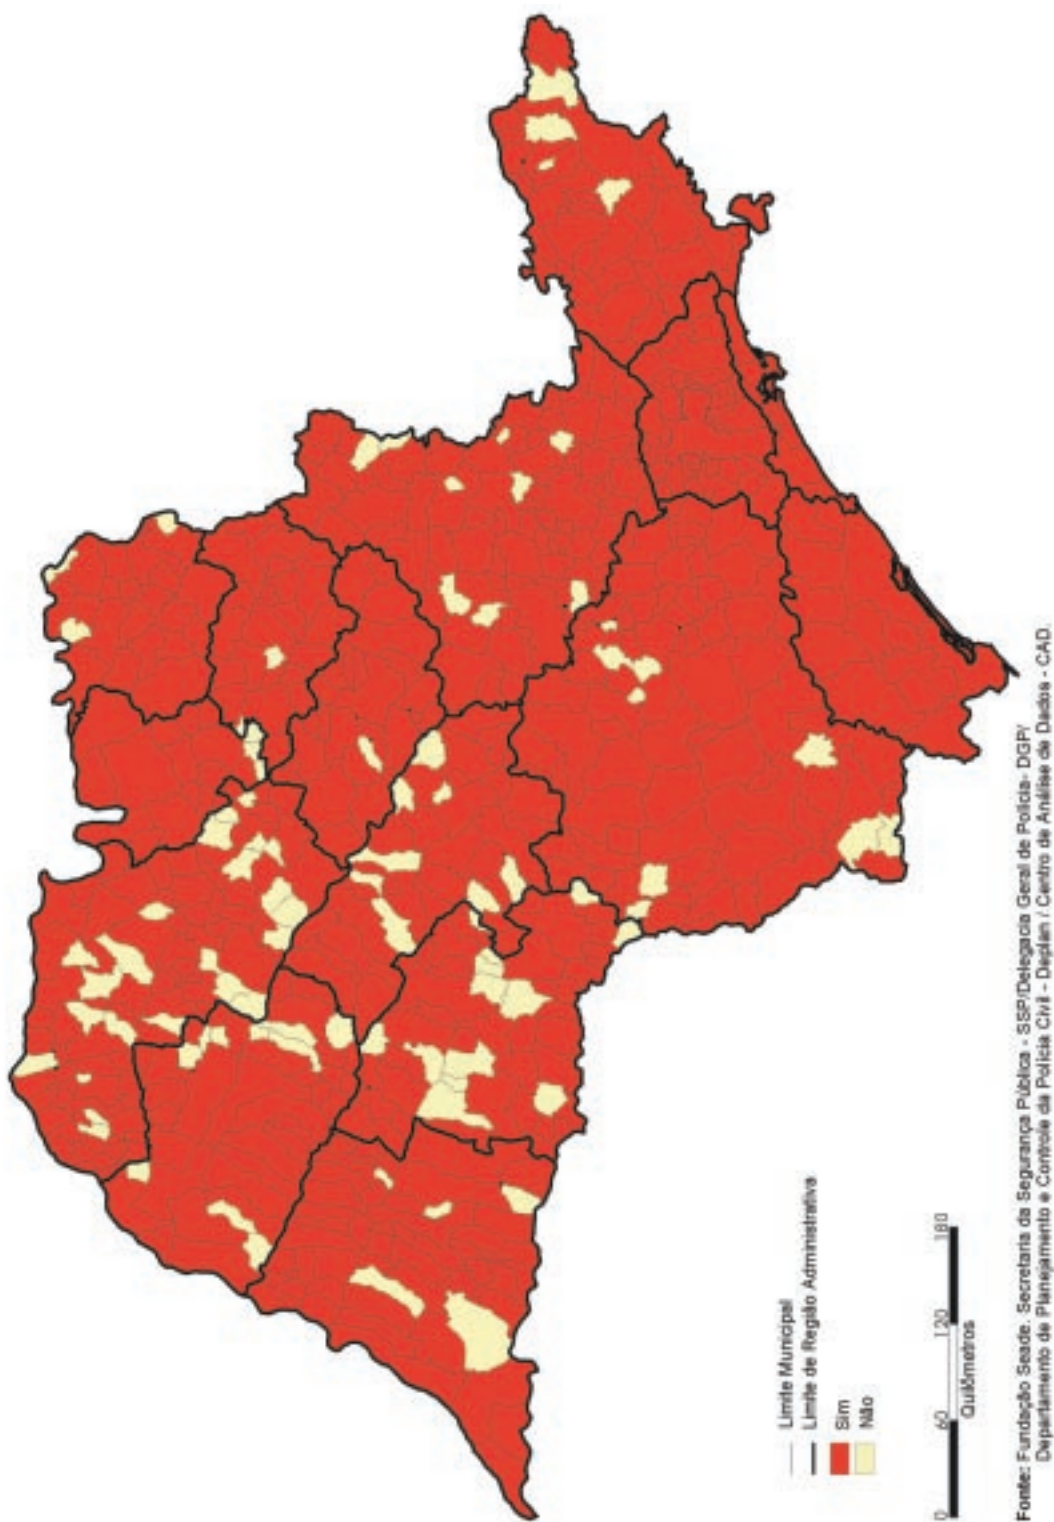 Limite Municipal
Limite de Região Administrativa
Sim
Não
0 60 120 180
Quilômetros
Fonte: Fundação Seade. Secretaria da Segurança Pública - SSP/Delegacia Geral de Polícia- DGP/
Departamento de Planejamento e Controle da Polícia Civil - Deplan / Centro de Análise de Dados - CAD.